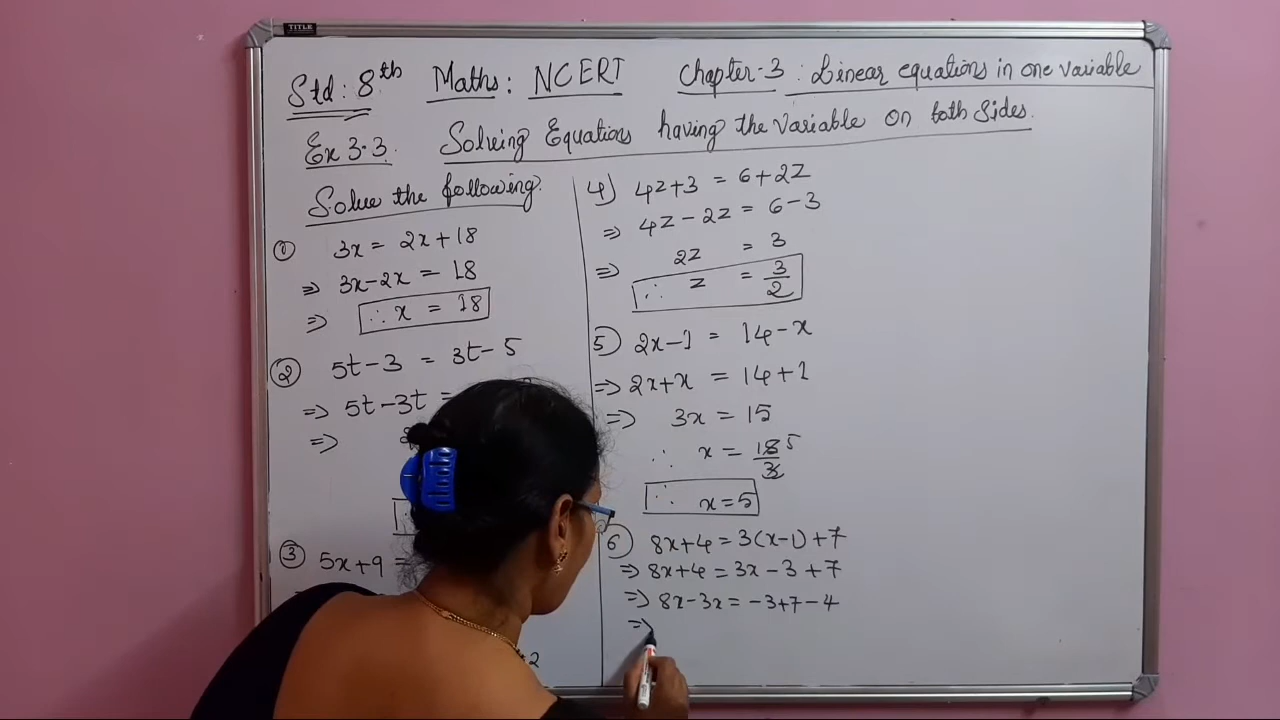 TITLE
Std: 8th Maths: NCERT Chapter-3: Linear equations in one variable
Ex 3.3. Solving Equations having the variable on both sides.
Solve the following:
① 3x = 2x+18
⇒ 3x-2x = 18
⇒ ∴ x = 18
② 5t-3 = 3t-5
⇒ 5t-3t =
⇒
③ 5x+9 =
+2
4) 4z+3 = 6+2z
⇒ 4z-2z = 6-3
⇒ 2z = 3
∴ z = 3/2
5) 2x-1 = 14-x
⇒ 2x+x = 14+1
⇒ 3x = 15
∴ x = 15/3 5
∴ x=5
6) 8x+4=3(x-1)+7
⇒ 8x+4=3x-3+7
⇒ 8x-3x=-3+7-4
⇒